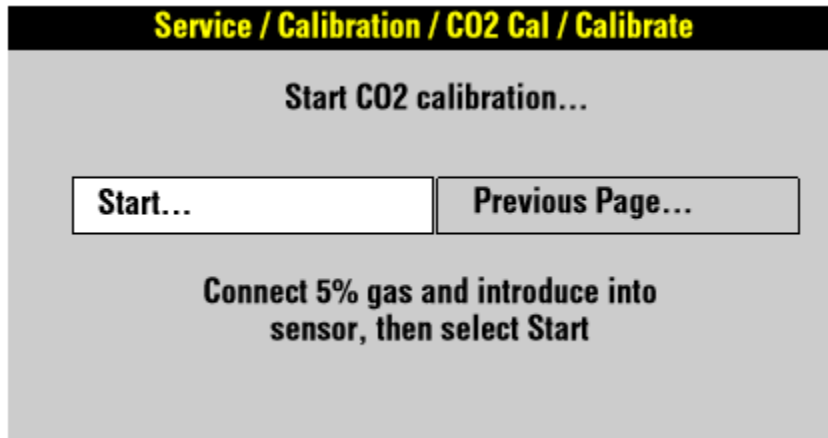 Service / Calibration / CO2 Cal / Calibrate
Start CO2 calibration...
Start...
Previous Page...
Connect 5% gas and introduce into
sensor, then select Start